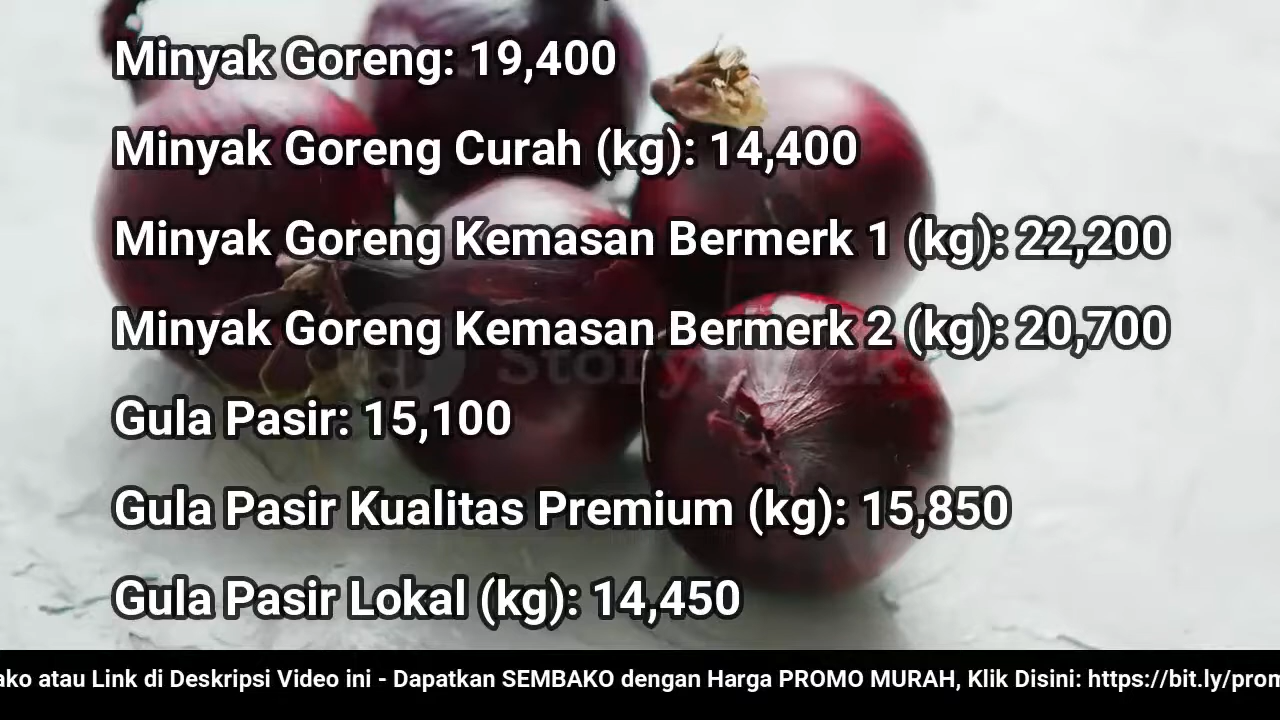 Minyak Goreng: 19,400
Minyak Goreng Curah (kg): 14,400
Minyak Goreng Kemasan Bermerk 1 (kg): 22,200
Minyak Goreng Kemasan Bermerk 2 (kg): 20,700
Gula Pasir: 15,100
Gula Pasir Kualitas Premium (kg): 15,850
Gula Pasir Lokal (kg): 14,450
ako atau Link di Deskripsi Video ini - Dapatkan SEMBAKO dengan Harga PROMO MURAH, Klik Disini: https://bit.ly/prom